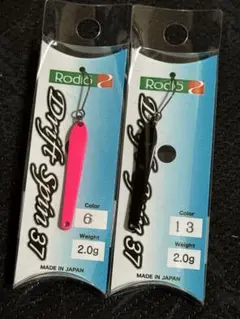 Rodio
Drift Spin 37
Color
6
Weight
2.0g
MADE IN JAPAN
Rodio
Drift Spin 37
Color
13
Weight
2.0g
MADE IN JAPAN